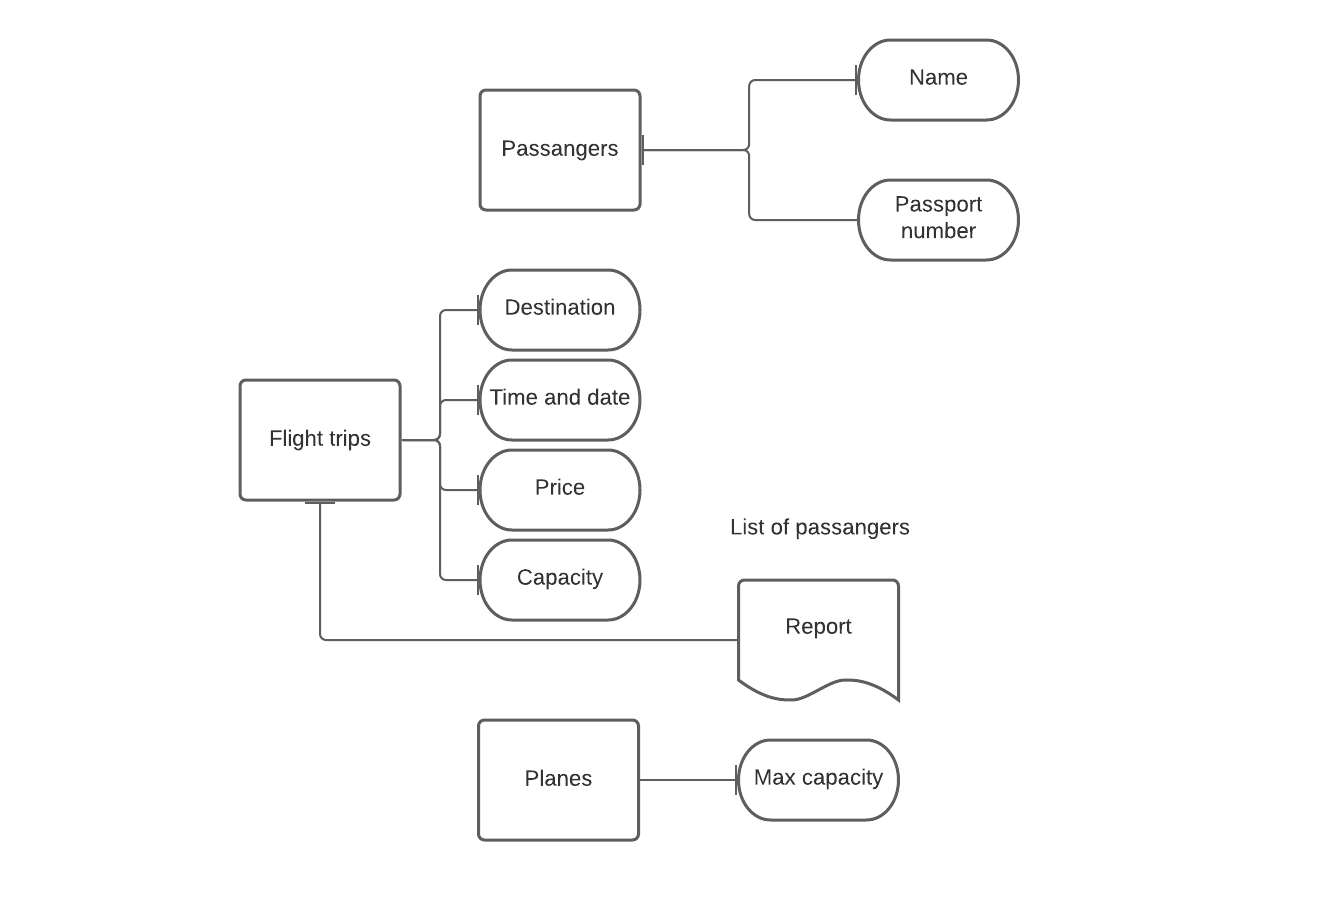 Name
Passangers
Passport
number
Destination
Time and date
Flight trips
Price
List of passangers
Capacity
Report
Planes
Max capacity